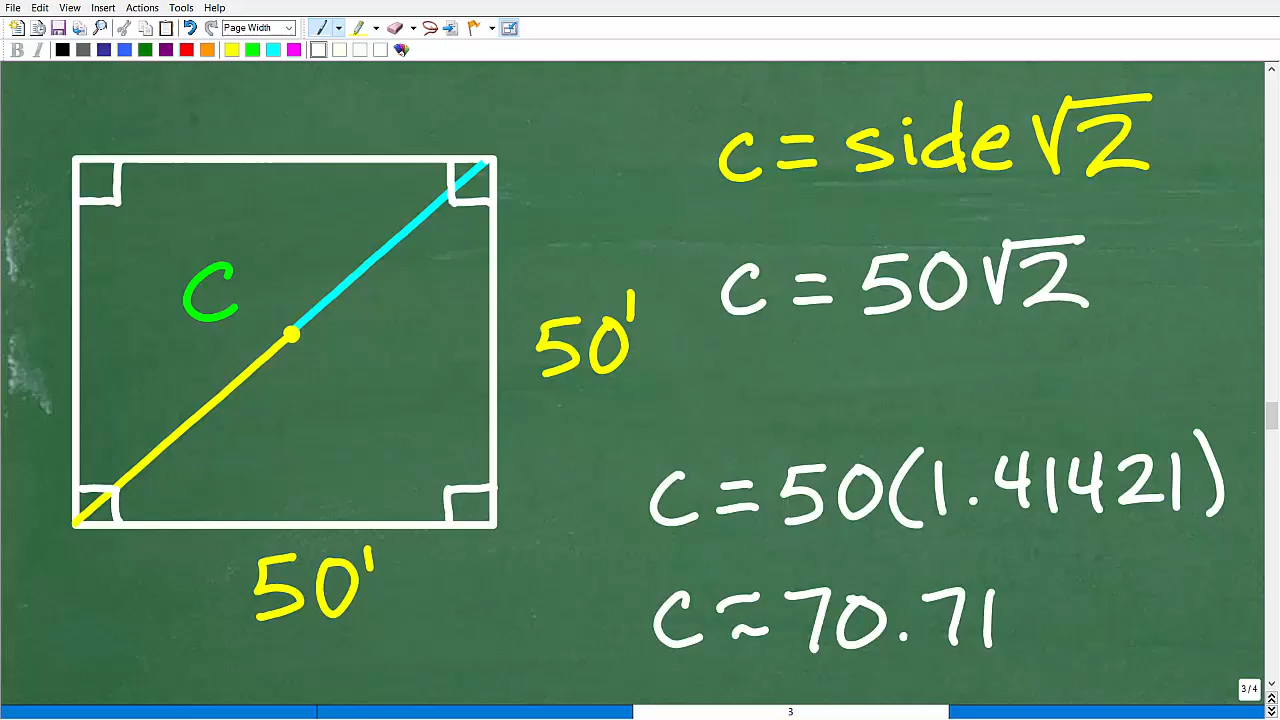 File Edit View Insert Actions Tools Help
Page Width
B I
c = side√2
C
c = 50√2
50'
c = 50(1.41421)
50'
c ≈ 70.71
3/4
3